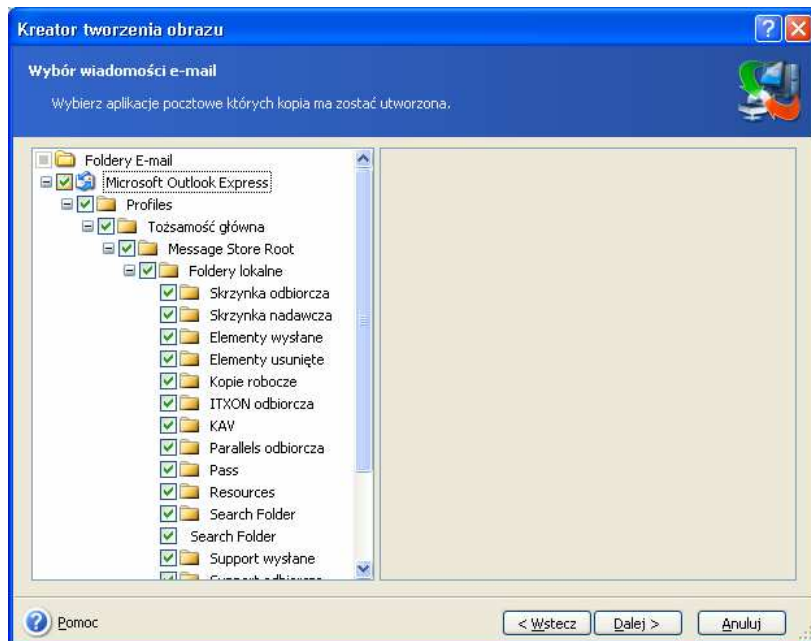 Kreator tworzenia obrazu
Wybór wiadomości e-mail
Wybierz aplikacje pocztowe których kopia ma zostać utworzona.
Foldery E-mail
Microsoft Outlook Express
Profiles
Tożsamość główna
Message Store Root
Foldery lokalne
Skrzynka odbiorcza
Skrzynka nadawcza
Elementy wysłane
Elementy usunięte
Kopie robocze
ITXON odbiorcza
KAV
Parallels odbiorcza
Pass
Resources
Search Folder
Search Folder
Support wysłane
Pomoc
< Wstecz
Dalej >
Anuluj